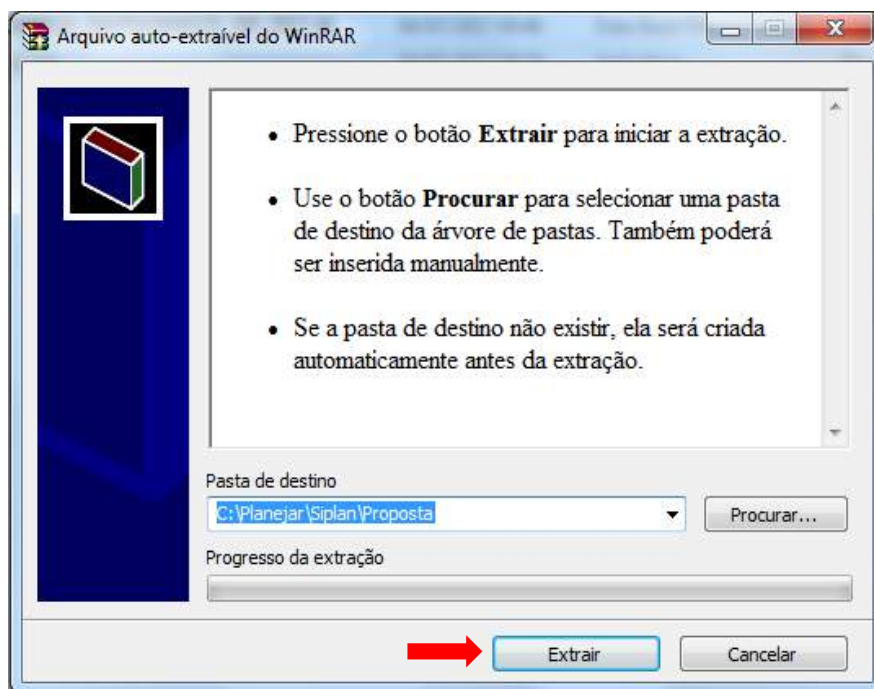 Arquivo auto-extraível do WinRAR
• Pressione o botão Extrair para iniciar a extração.
• Use o botão Procurar para selecionar uma pasta
de destino da árvore de pastas. Também poderá
ser inserida manualmente.
• Se a pasta de destino não existir, ela será criada
automaticamente antes da extração.
Pasta de destino
C:\Planejar\Siplan\Proposta
Procurar...
Progresso da extração
Extrair
Cancelar